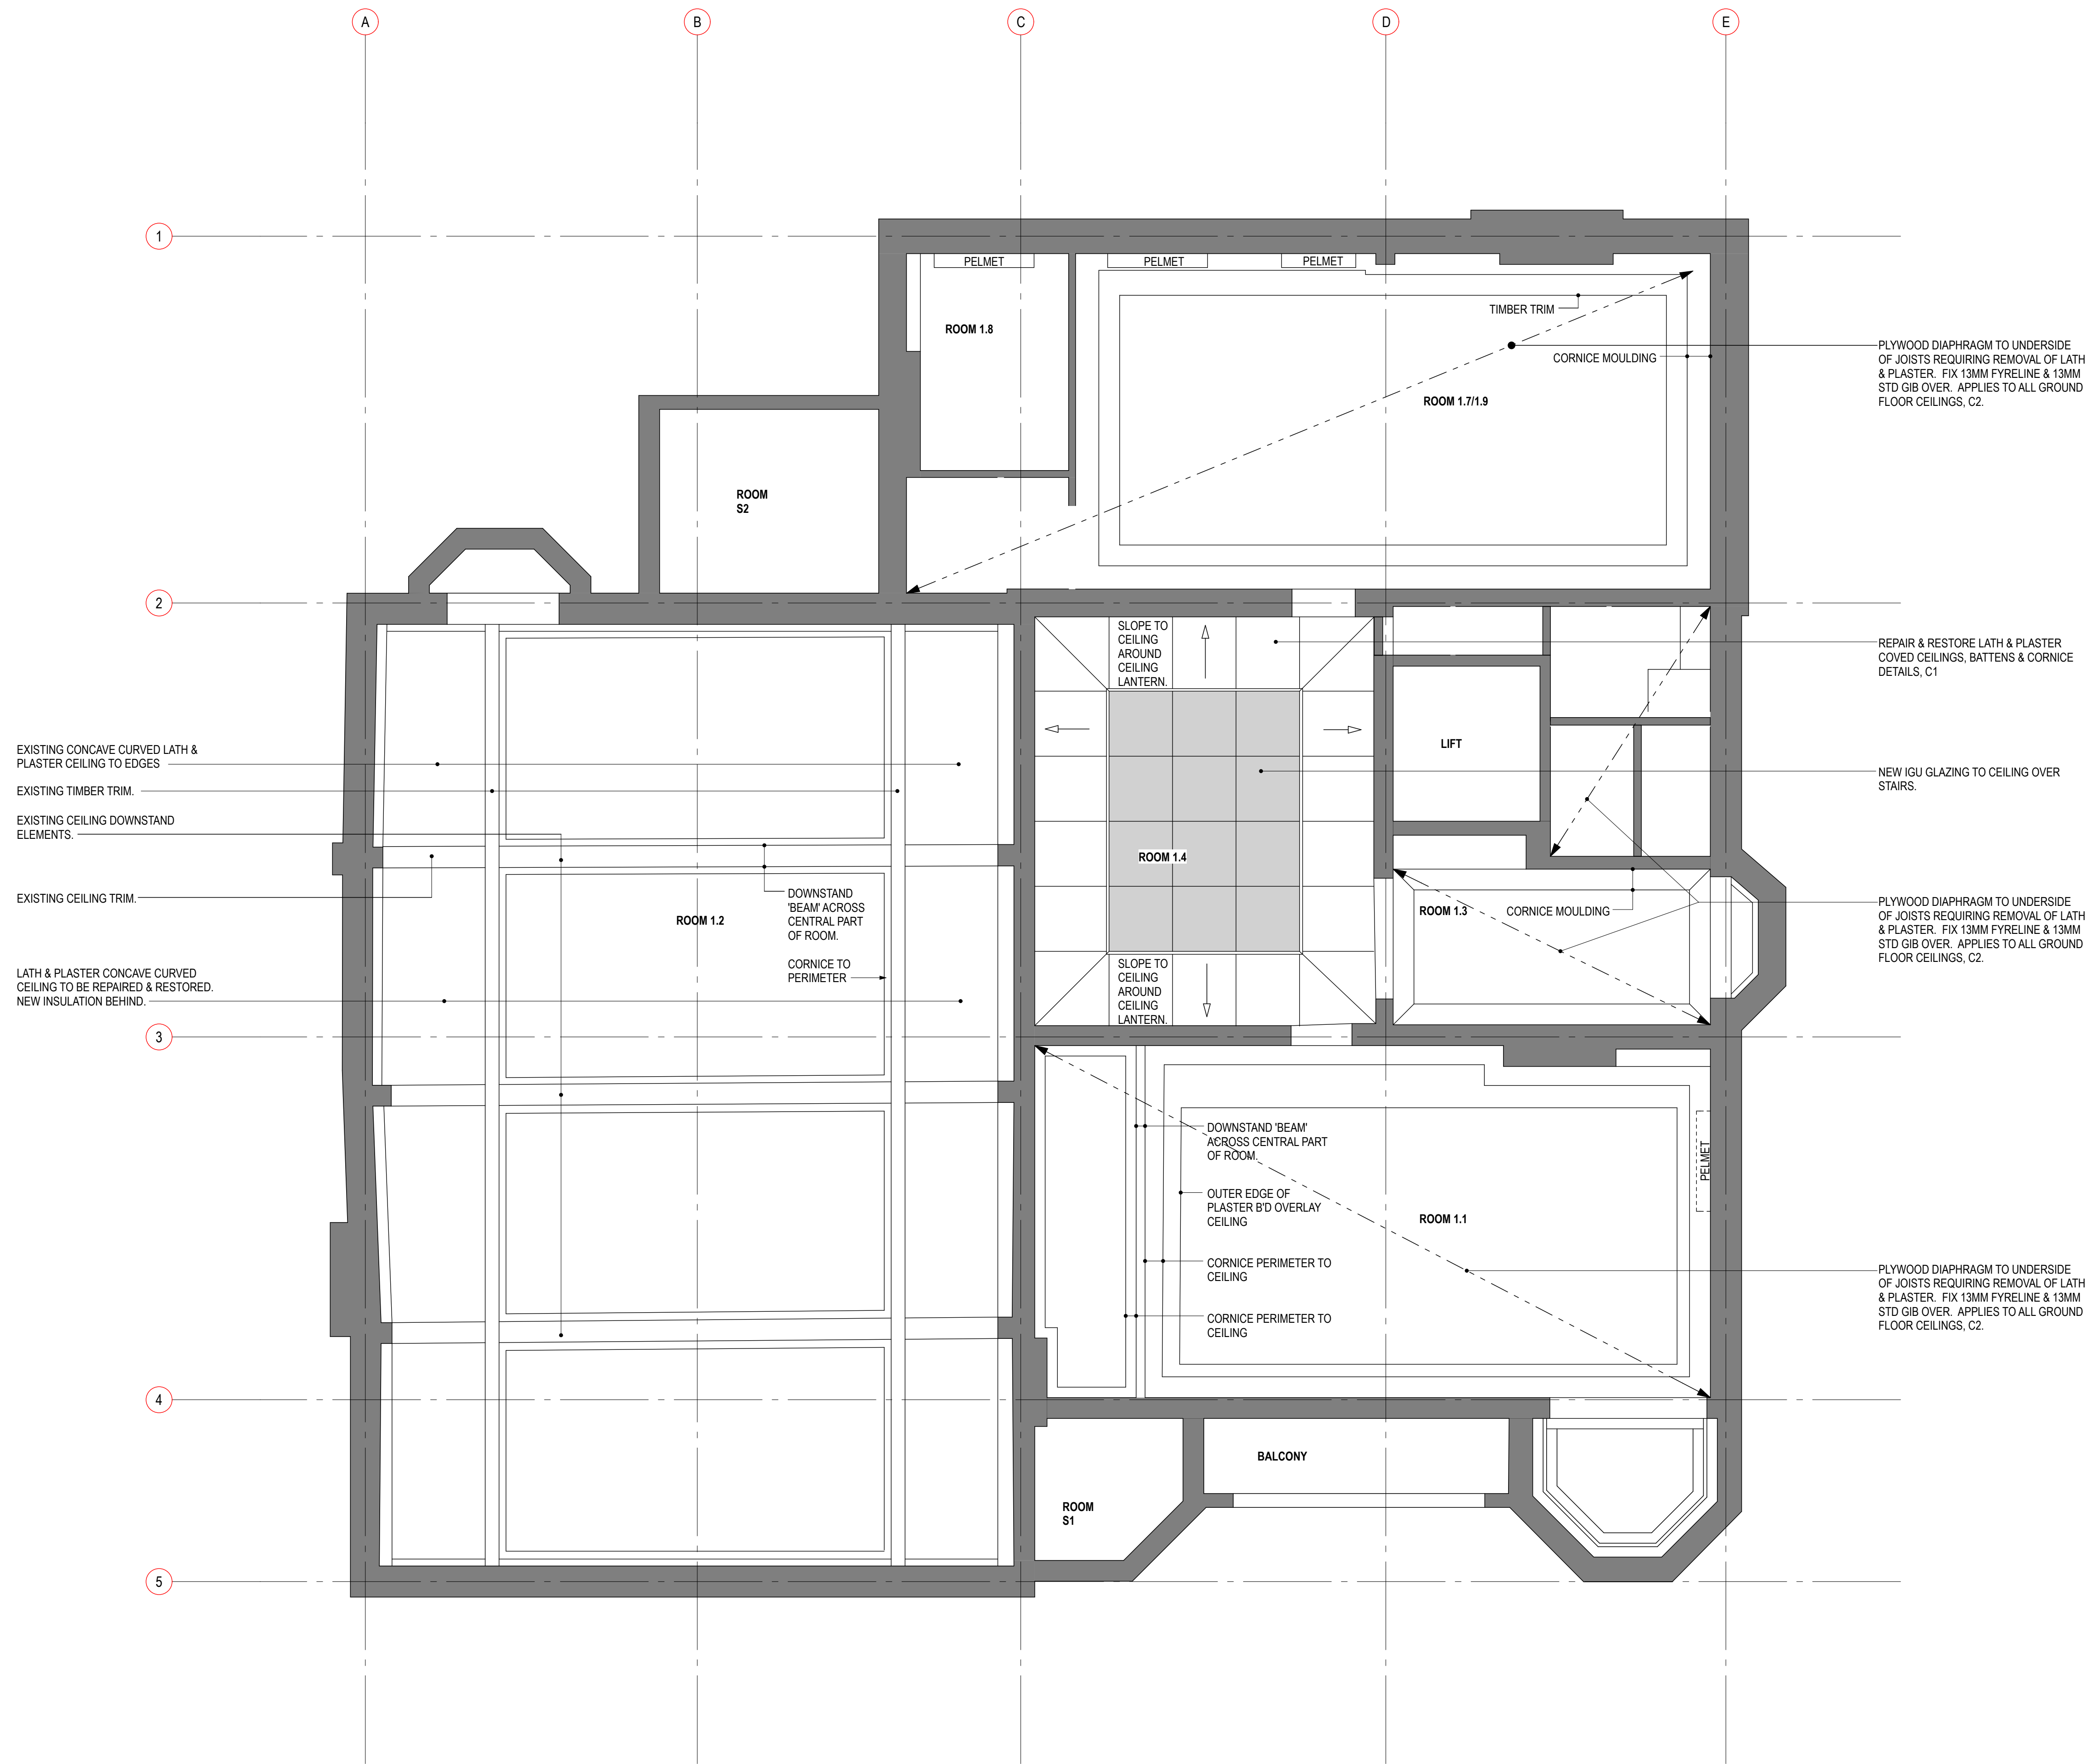 A
B
C
D
E
1
PELMET
PELMET
PELMET
TIMBER TRIM
ROOM 1.8
CORNICE MOULDING
PLYWOOD DIAPHRAGM TO UNDERSIDE
OF JOISTS REQUIRING REMOVAL OF LATH
& PLASTER.  FIX 13MM FYRELINE & 13MM
STD GIB OVER.  APPLIES TO ALL GROUND
FLOOR CEILINGS, C2.
ROOM 1.7/1.9
ROOM
S2
2
SLOPE TO
CEILING
AROUND
CEILING
LANTERN.
REPAIR & RESTORE LATH & PLASTER
COVED CEILINGS, BATTENS & CORNICE
DETAILS, C1
LIFT
NEW IGU GLAZING TO CEILING OVER
STAIRS.
EXISTING CONCAVE CURVED LATH &
PLASTER CEILING TO EDGES
EXISTING TIMBER TRIM.
EXISTING CEILING DOWNSTAND
ELEMENTS.
EXISTING CEILING TRIM.
ROOM 1.4
DOWNSTAND
'BEAM' ACROSS
CENTRAL PART
OF ROOM.
ROOM 1.2
CORNICE TO
PERIMETER
ROOM 1.3
CORNICE MOULDING
PLYWOOD DIAPHRAGM TO UNDERSIDE
OF JOISTS REQUIRING REMOVAL OF LATH
& PLASTER.  FIX 13MM FYRELINE & 13MM
STD GIB OVER.  APPLIES TO ALL GROUND
FLOOR CEILINGS, C2.
LATH & PLASTER CONCAVE CURVED
CEILING TO BE REPAIRED & RESTORED.
NEW INSULATION BEHIND.
SLOPE TO
CEILING
AROUND
CEILING
LANTERN.
3
DOWNSTAND 'BEAM'
ACROSS CENTRAL PART
OF ROOM.
PELMET
OUTER EDGE OF
PLASTER B'D OVERLAY
CEILING
ROOM 1.1
CORNICE PERIMETER TO
CEILING
CORNICE PERIMETER TO
CEILING
PLYWOOD DIAPHRAGM TO UNDERSIDE
OF JOISTS REQUIRING REMOVAL OF LATH
& PLASTER.  FIX 13MM FYRELINE & 13MM
STD GIB OVER.  APPLIES TO ALL GROUND
FLOOR CEILINGS, C2.
4
BALCONY
ROOM
S1
5